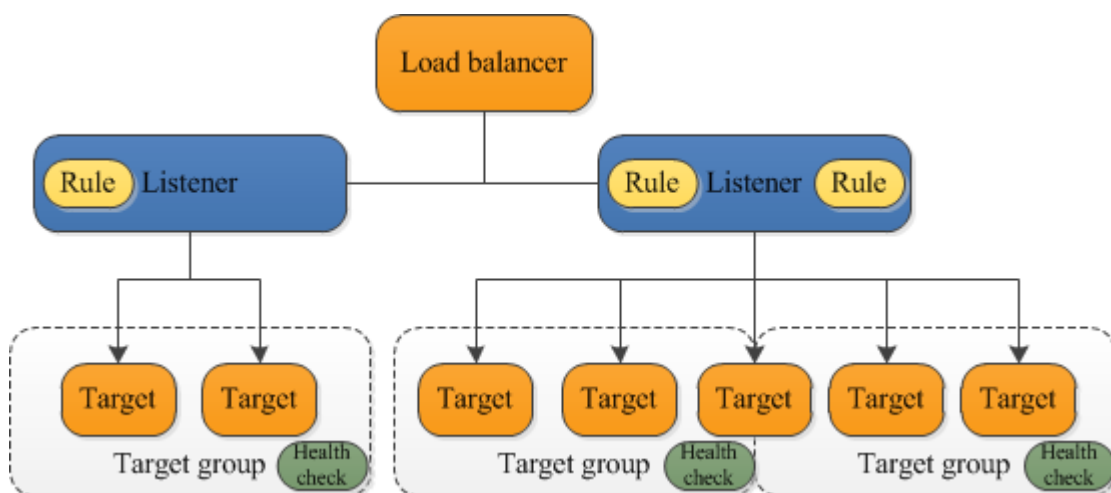 Load balancer
Rule Listener
Rule Listener Rule
Target Target
Target Target Target Target Target
Target group Health check
Target group Health check
Target group Health check